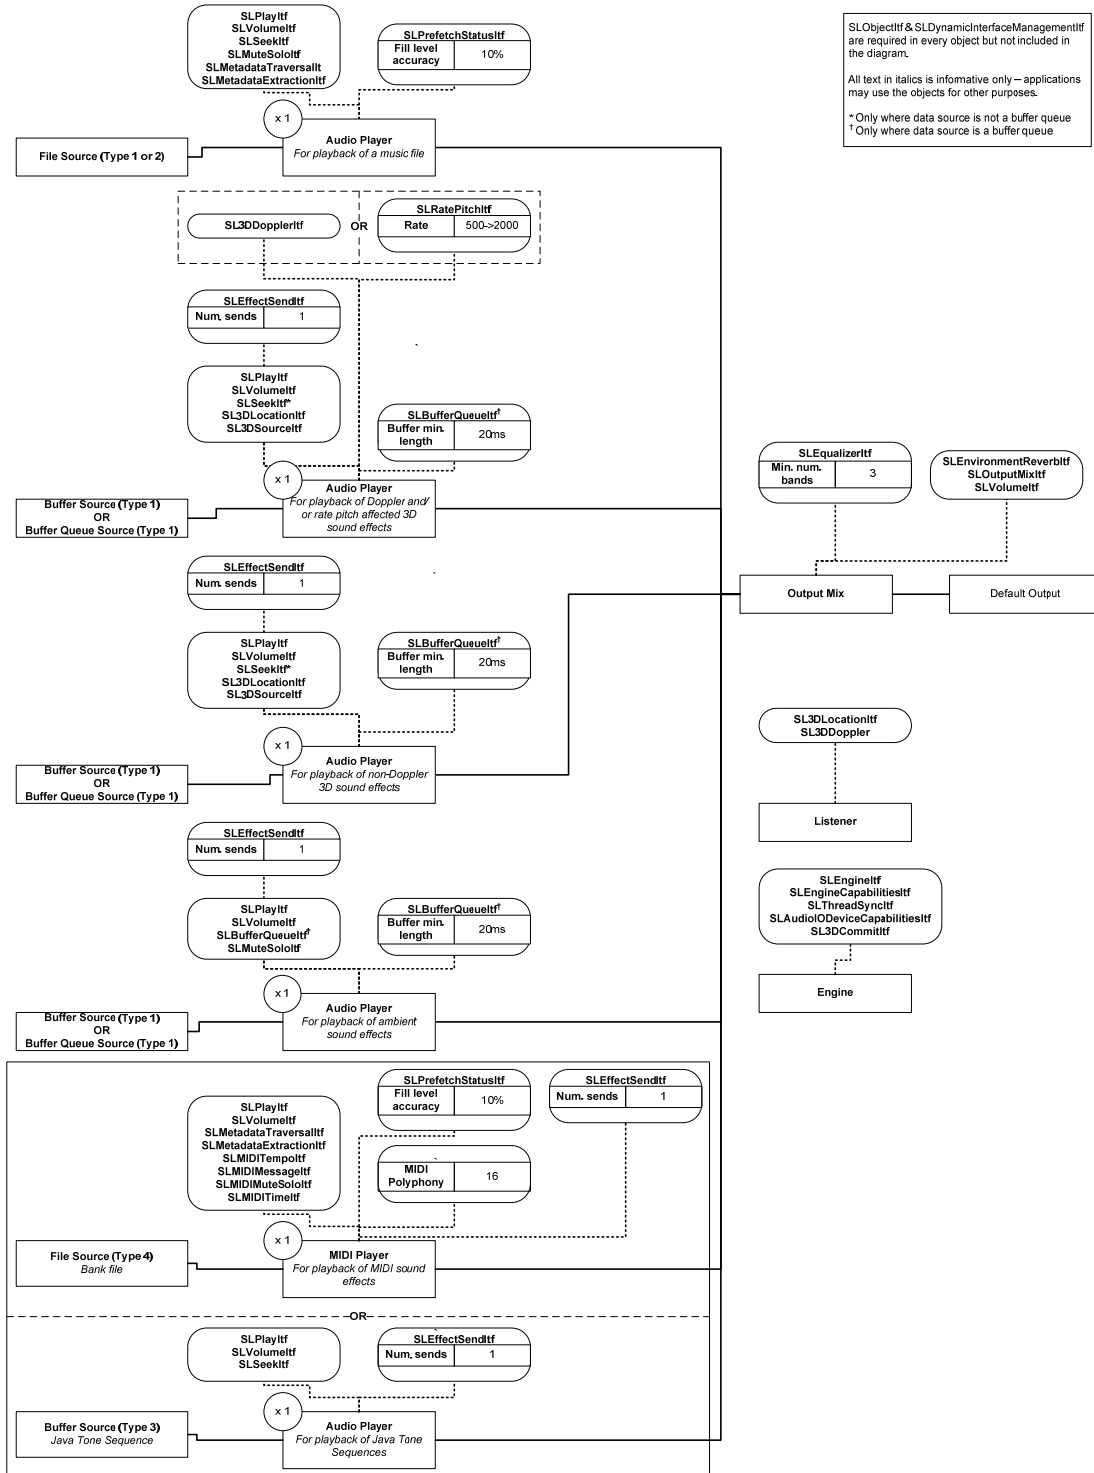 SLPlayItf
SLVolumeItf
SLSeekItf
SLMuteSoloItf
SLMetadataTraversalIt
SLMetadataExtractionItf
SLPrefetchStatusItf
Fill level
accuracy
10%
SLObjectItf & SLDynamicInterfaceManagementItf
are required in every object but not included in
the diagram.
All text in italics is informative only – applications
may use the objects for other purposes.
* Only where data source is not a buffer queue
† Only where data source is a buffer queue
x 1
Audio Player
For playback of a music file
File Source (Type 1 or 2)
SL3DDopplerItf
OR
SLRatePitchItf
Rate
500->2000
SLEffectSendItf
Num. sends
1
SLPlayItf
SLVolumeItf
SLSeekItf*
SL3DLocationItf
SL3DSourceItf
SLBufferQueueItf†
Buffer min.
length
20ms
x 1
Audio Player
For playback of Doppler and/
or rate pitch affected 3D
sound effects
Buffer Source (Type 1)
OR
Buffer Queue Source (Type 1)
SLEqualizerItf
Min. num.
bands
3
SLEnvironmentReverbItf
SLOutputMixItf
SLVolumeItf
Output Mix
Default Output
SLEffectSendItf
Num. sends
1
SLPlayItf
SLVolumeItf
SLSeekItf*
SL3DLocationItf
SL3DSourceItf
SLBufferQueueItf†
Buffer min.
length
20ms
x 1
Audio Player
For playback of non-Doppler
3D sound effects
Buffer Source (Type 1)
OR
Buffer Queue Source (Type 1)
SL3DLocationItf
SL3DDoppler
Listener
SLEffectSendItf
Num. sends
1
SLPlayItf
SLVolumeItf
SLBufferQueueItf†
SLMuteSoloItf
SLBufferQueueItf†
Buffer min.
length
20ms
x 1
Audio Player
For playback of ambient
sound effects
Buffer Source (Type 1)
OR
Buffer Queue Source (Type 1)
SLEngineItf
SLEngineCapabilitiesItf
SLThreadSyncItf
SLAudioIODeviceCapabilitiesItf
SL3DCommitItf
Engine
SLPlayItf
SLVolumeItf
SLMetadataTraversalItf
SLMetadataExtractionItf
SLMIDITempoItf
SLMIDIMessageItf
SLMIDIMuteSoloItf
SLMIDITimeItf
SLPrefetchStatusItf
Fill level
accuracy
10%
SLEffectSendItf
Num. sends
1
MIDI
Polyphony
16
x 1
MIDI Player
For playback of MIDI sound
effects
File Source (Type 4)
Bank file
OR
SLPlayItf
SLVolumeItf
SLSeekItf
SLEffectSendItf
Num. sends
1
x 1
Audio Player
For playback of Java Tone
Sequences
Buffer Source (Type 3)
Java Tone Sequence